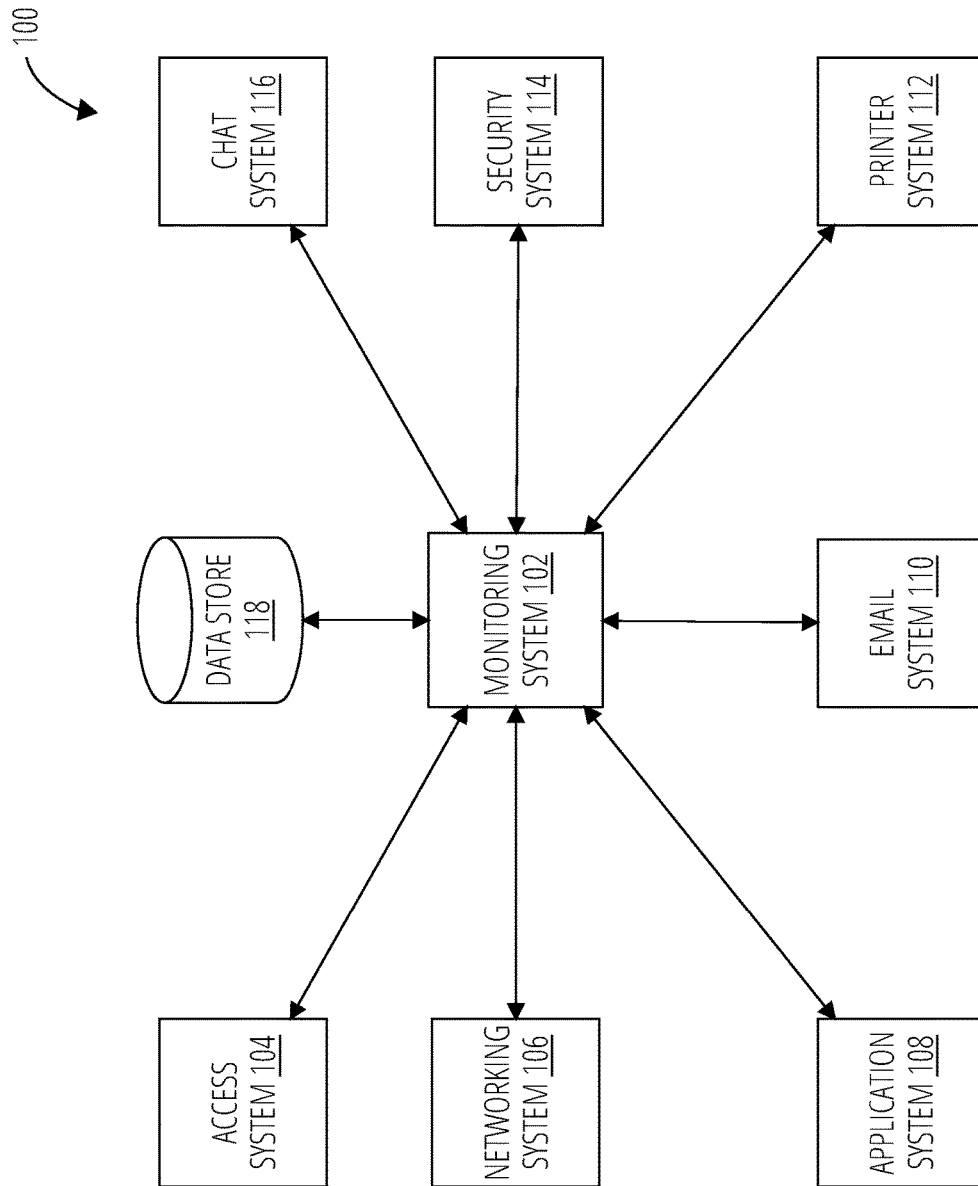 100
ACCESS
SYSTEM 104
DATA STORE
118
CHAT
SYSTEM 116
NETWORKING
SYSTEM 106
MONITORING
SYSTEM 102
SECURITY
SYSTEM 114
APPLICATION
SYSTEM 108
EMAIL
SYSTEM 110
PRINTER
SYSTEM 112